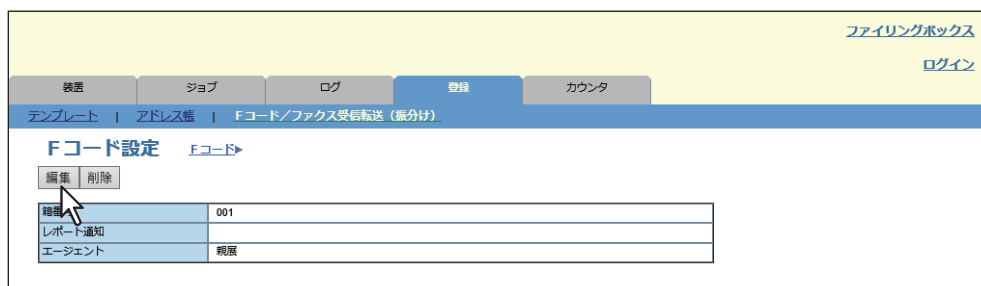 ファイリングボックス
ログイン
装置 ジョブ ログ 登録 カウンタ
テンプレート | アドレス帳 | Fコード/ファクス受信転送(振分け)
Fコード設定 Fコード▶
編集 削除
箱番 001
レポート通知
エージェント 親展